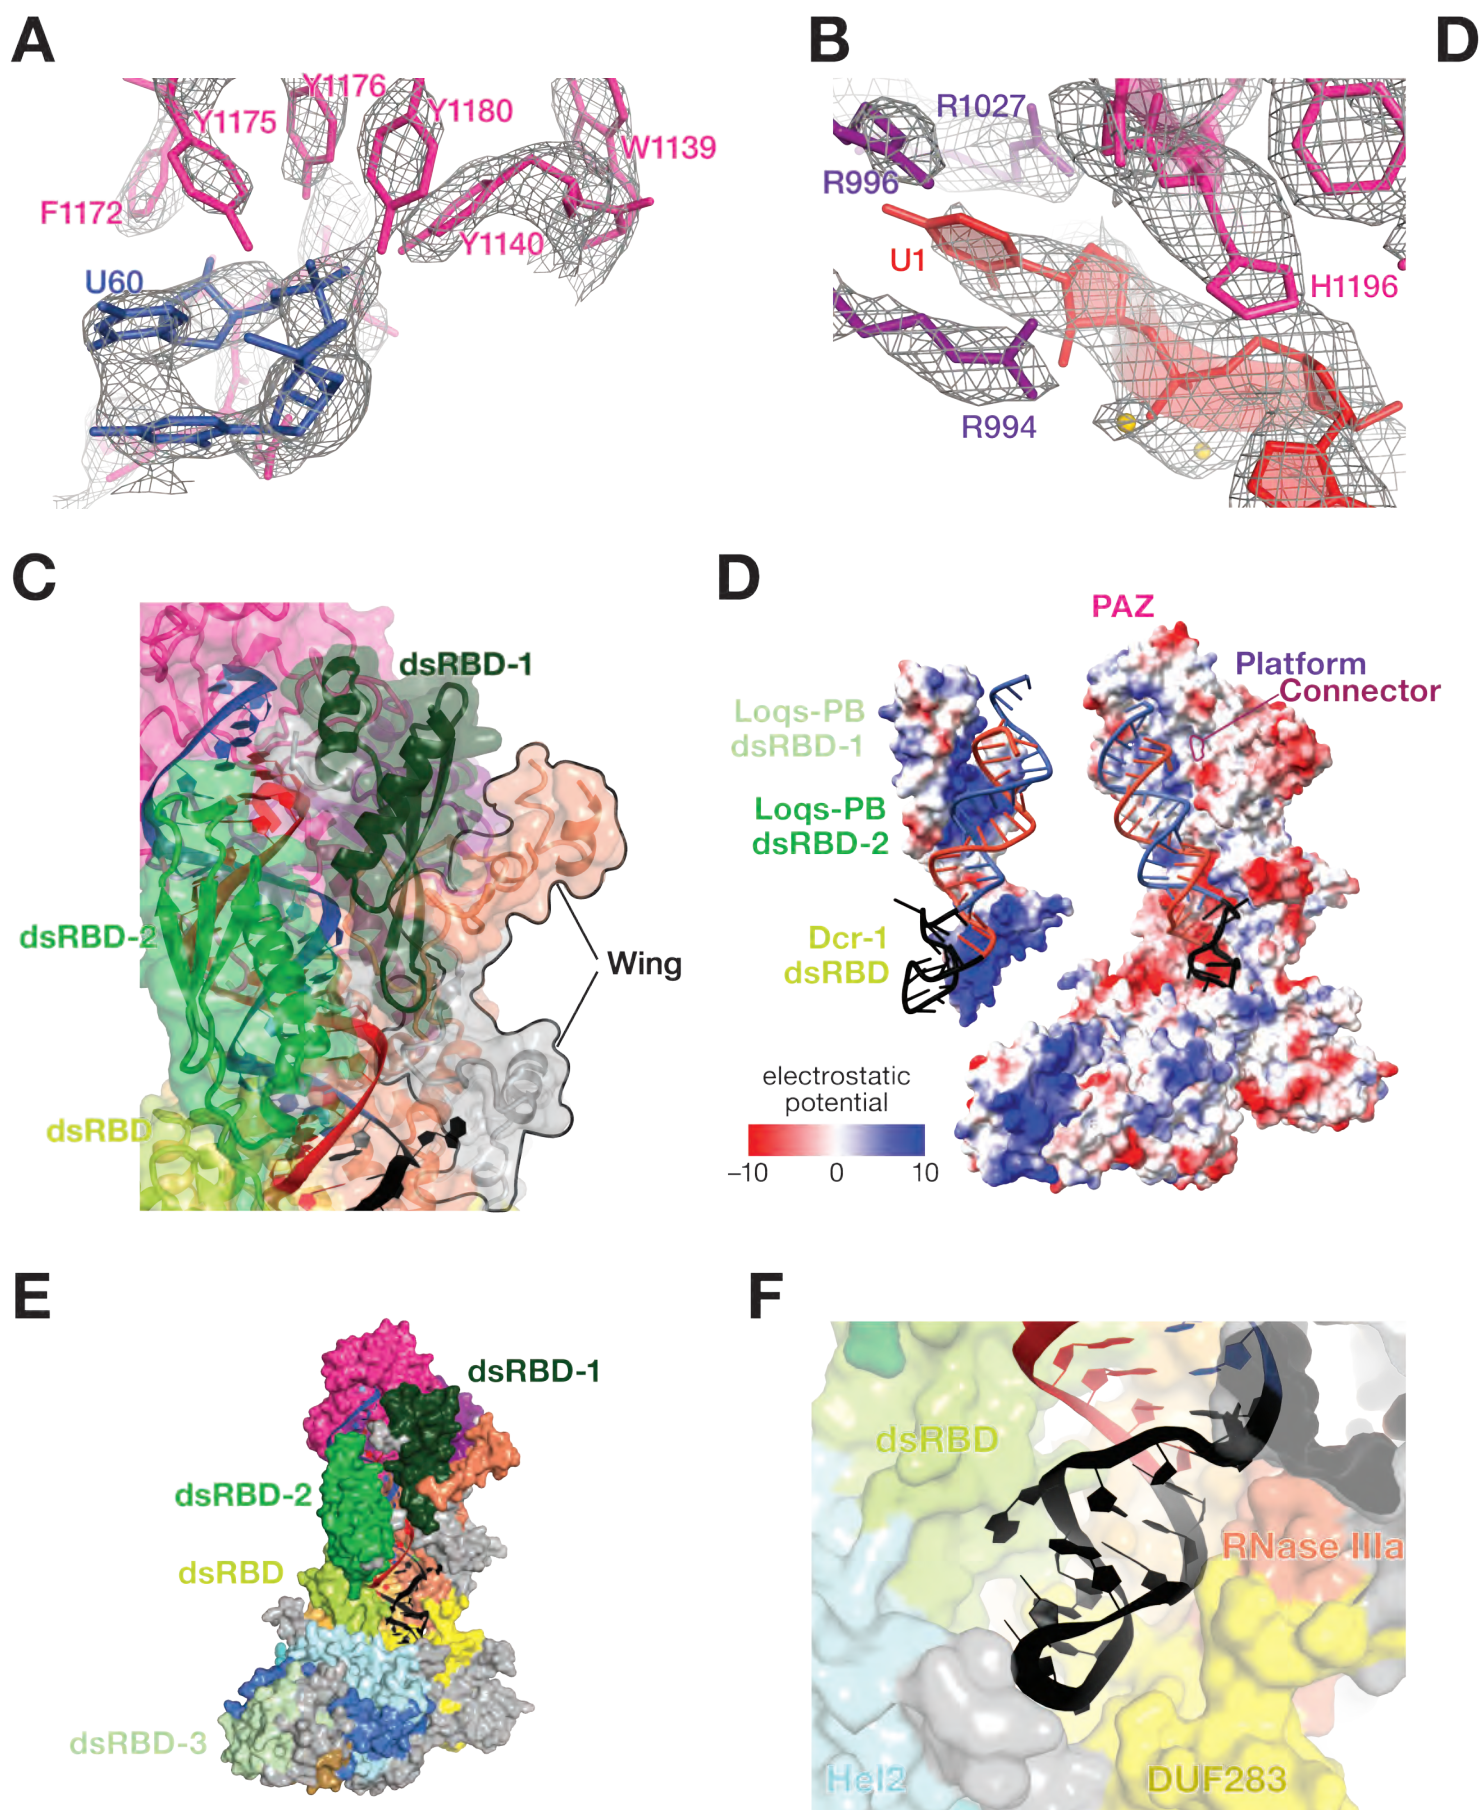 A
Y1176
Y1175
Y1180
W1139
F1172
Y1140
U60
B
R1027
R996
U1
H1196
R994
D
C
dsRBD-1
dsRBD-2
Wing
dsRBD
D
PAZ
Platform
Connector
Loqs-PB
dsRBD-1
Loqs-PB
dsRBD-2
Dcr-1
dsRBD
electrostatic
potential
–10 0 10
E
dsRBD-1
dsRBD-2
dsRBD
dsRBD-3
F
dsRBD
RNase IIIa
Hel2
DUF283